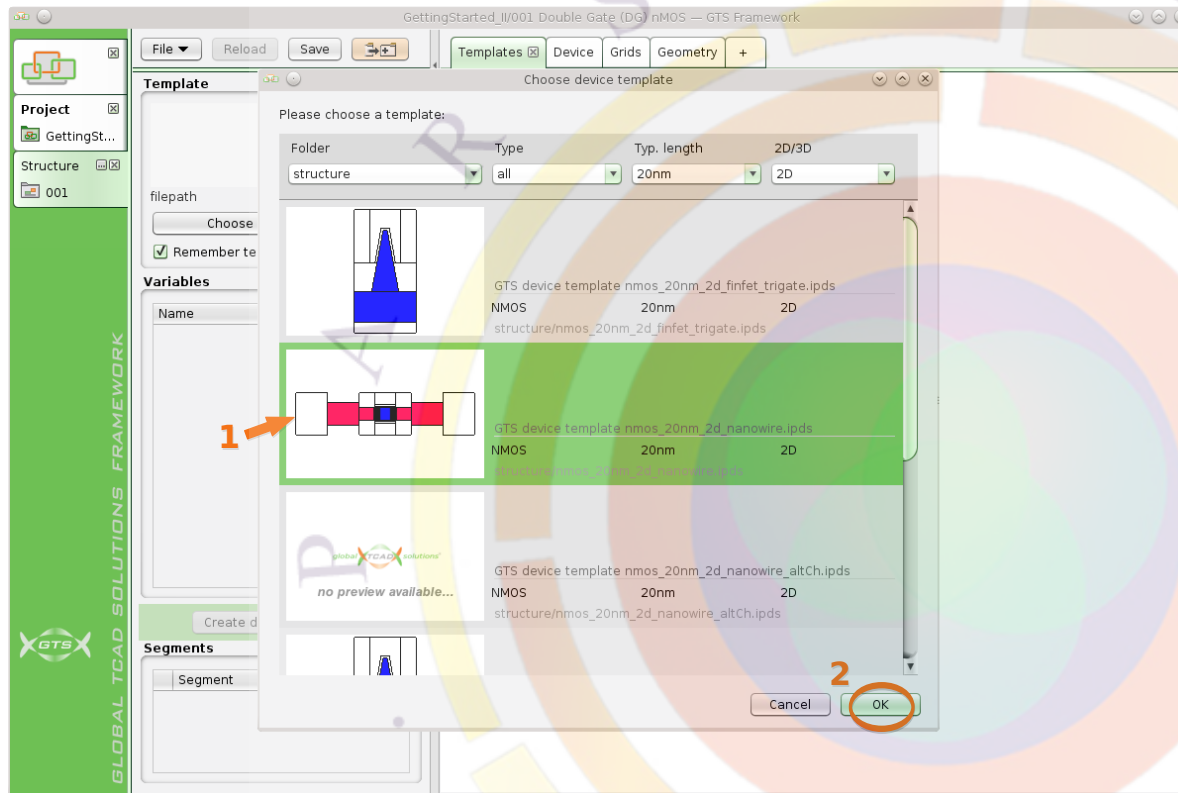 GettingStarted_II/001 Double Gate (DG) nMOS — GTS Framework
File Reload Save
Templates Device Grids Geometry +
Project
GettingSt...
Structure
001
GLOBAL TCAD SOLUTIONS FRAMEWORK
GTS
Template
filepath
Choose
Remember te
Variables
Name
Create d
Segments
Segment
Choose device template
Please choose a template:
Folder Type Typ. length 2D/3D
structure all 20nm 2D
GTS device template nmos_20nm_2d_finfet_trigate.ipds
NMOS 20nm 2D
structure/nmos_20nm_2d_finfet_trigate.ipds
1
GTS device template nmos_20nm_2d_nanowire.ipds
NMOS 20nm 2D
structure/nmos_20nm_2d_nanowire.ipds
global TCAD solutions
no preview available...
GTS device template nmos_20nm_2d_nanowire_altCh.ipds
NMOS 20nm 2D
structure/nmos_20nm_2d_nanowire_altCh.ipds
2
Cancel OK
. P A R S